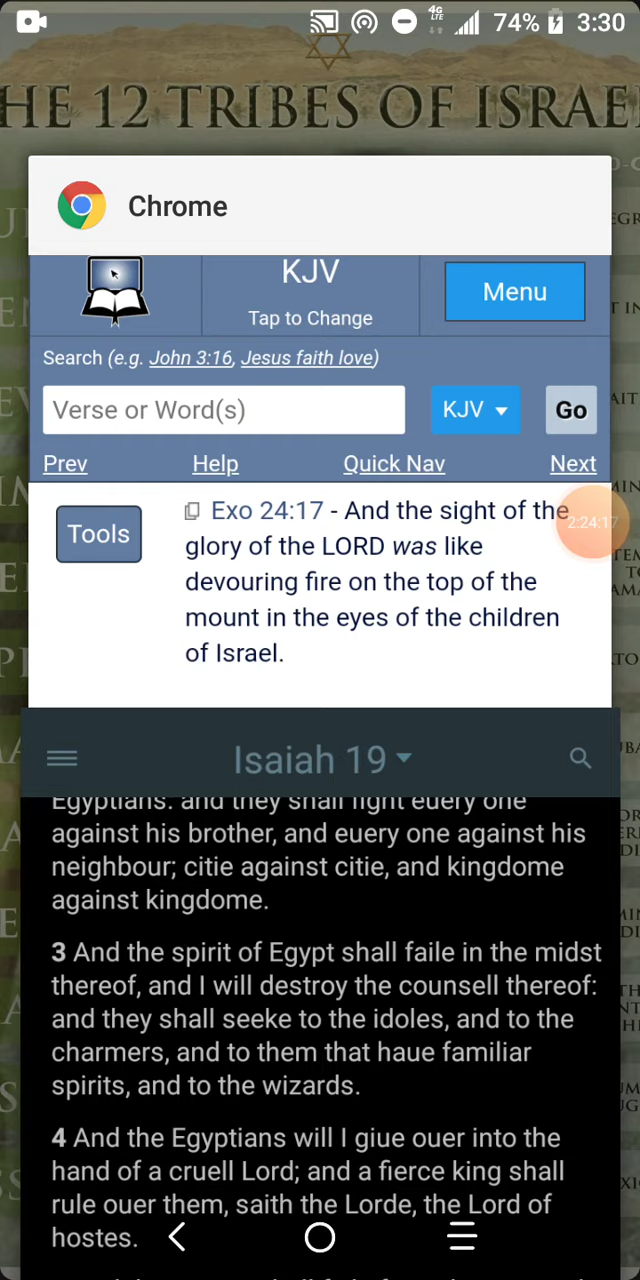 4G
LTE
74%
3:30
HE 12 TRIBES OF ISRAE
Chrome
KJV
Menu
Tap to Change
Search (e.g. John 3:16, Jesus faith love)
Verse or Word(s)
KJV
Go
Prev
Help
Quick Nav
Next
Tools
Exo 24:17 - And the sight of the
2:24:17
glory of the LORD was like
devouring fire on the top of the
mount in the eyes of the children
of Israel.
Isaiah 19
Egyptians: and they shall fight euery one
against his brother, and euery one against his
neighbour; citie against citie, and kingdome
against kingdome.
3 And the spirit of Egypt shall faile in the midst
thereof, and I will destroy the counsell thereof:
and they shall seeke to the idoles, and to the
charmers, and to them that haue familiar
spirits, and to the wizards.
4 And the Egyptians will I giue ouer into the
hand of a cruell Lord; and a fierce king shall
rule ouer them, saith the Lorde, the Lord of
hostes.